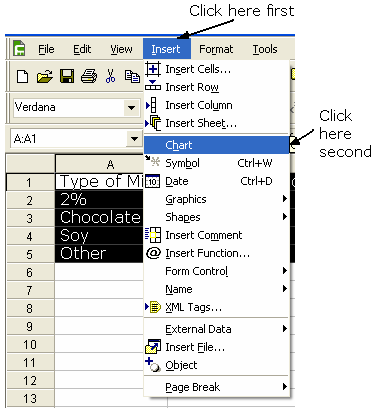 Click here first
File Edit View Insert Format Tools
Insert Cells...
Insert Row
Verdana
Insert Column
Insert Sheet...
Click
here
second
A:A1
Chart
Symbol Ctrl+W
A
Date Ctrl+D
1 Type of Mi
2 2%
Graphics
3 Chocolate
Shapes
4 Soy
Insert Comment
5 Other
Insert Function...
6
Form Control
7
Name
8
XML Tags...
9
External Data
10
Insert File...
11
Object
12
Page Break
13